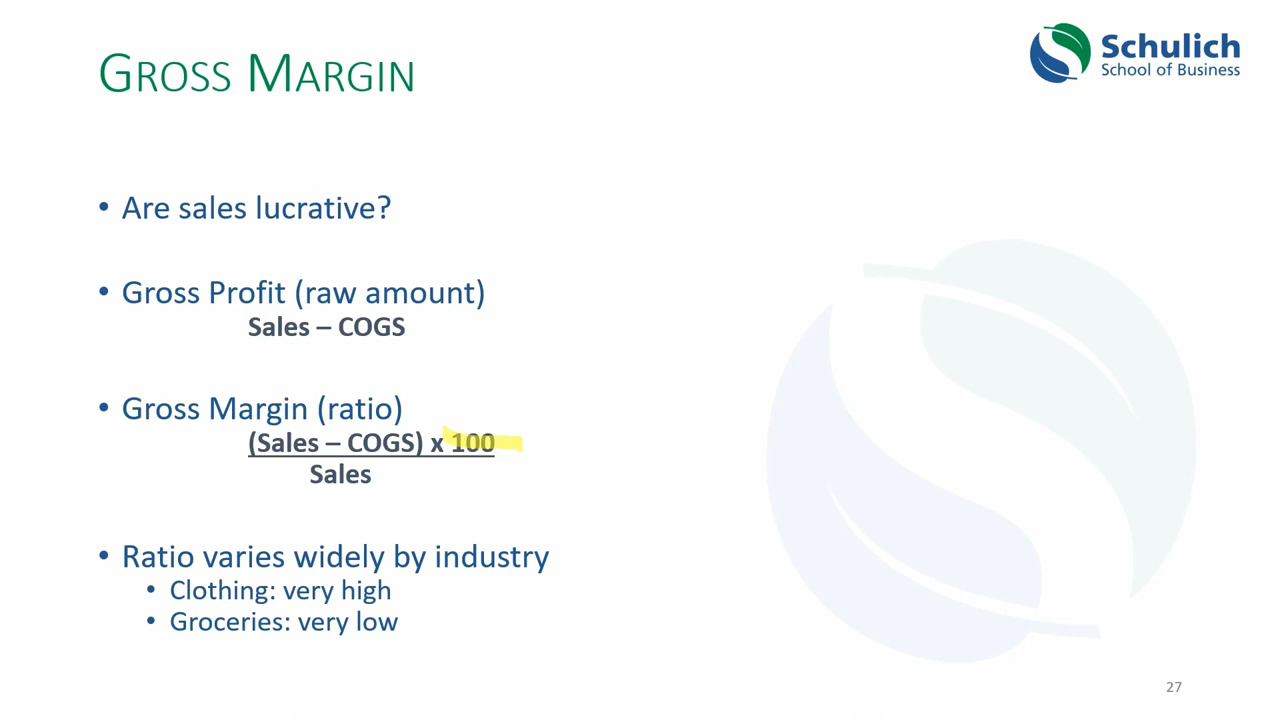 GROSS MARGIN
Schulich
School of Business
• Are sales lucrative?
• Gross Profit (raw amount)
Sales – COGS
• Gross Margin (ratio)
(Sales – COGS) x 100
Sales
• Ratio varies widely by industry
• Clothing: very high
• Groceries: very low
27